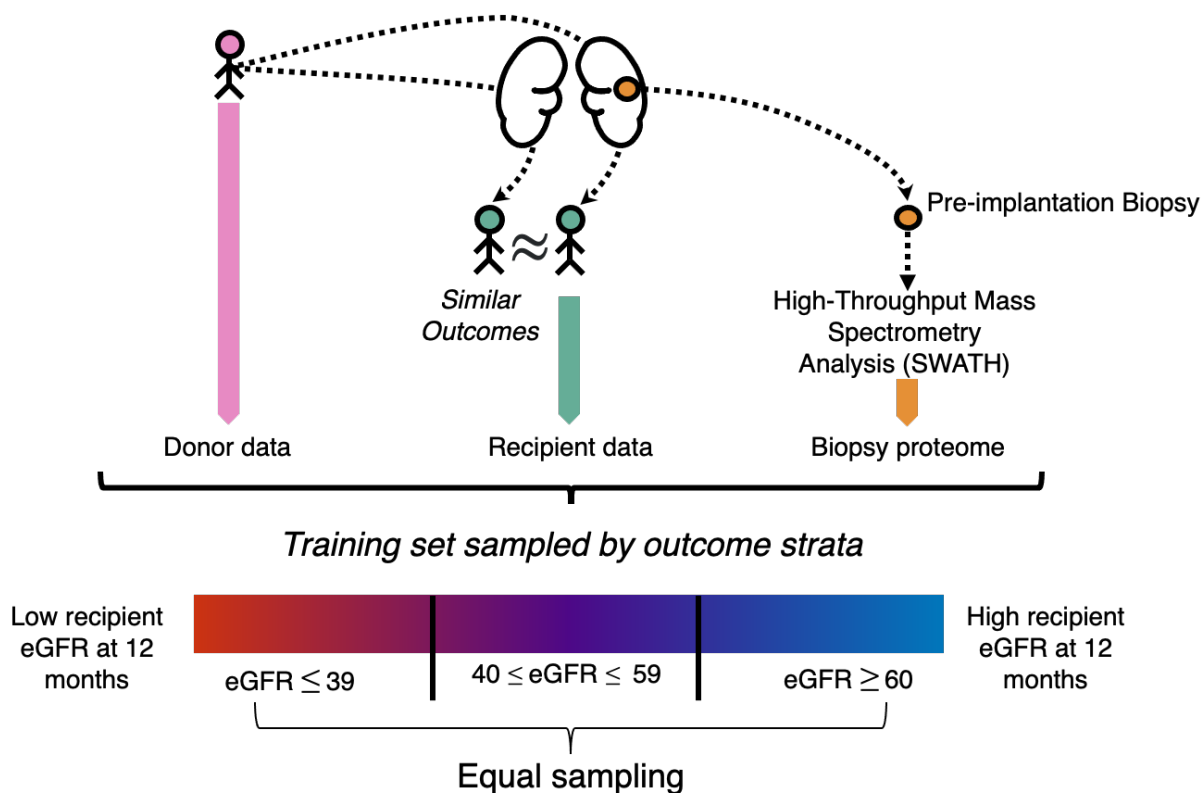 Pre-implantation Biopsy
Similar
Outcomes
≈
High-Throughput Mass
Spectrometry
Analysis (SWATH)
Donor data
Recipient data
Biopsy proteome
Training set sampled by outcome strata
Low recipient
eGFR at 12
months
eGFR ≤ 39
40 ≤ eGFR ≤ 59
eGFR ≥ 60
High recipient
eGFR at 12
months
Equal sampling